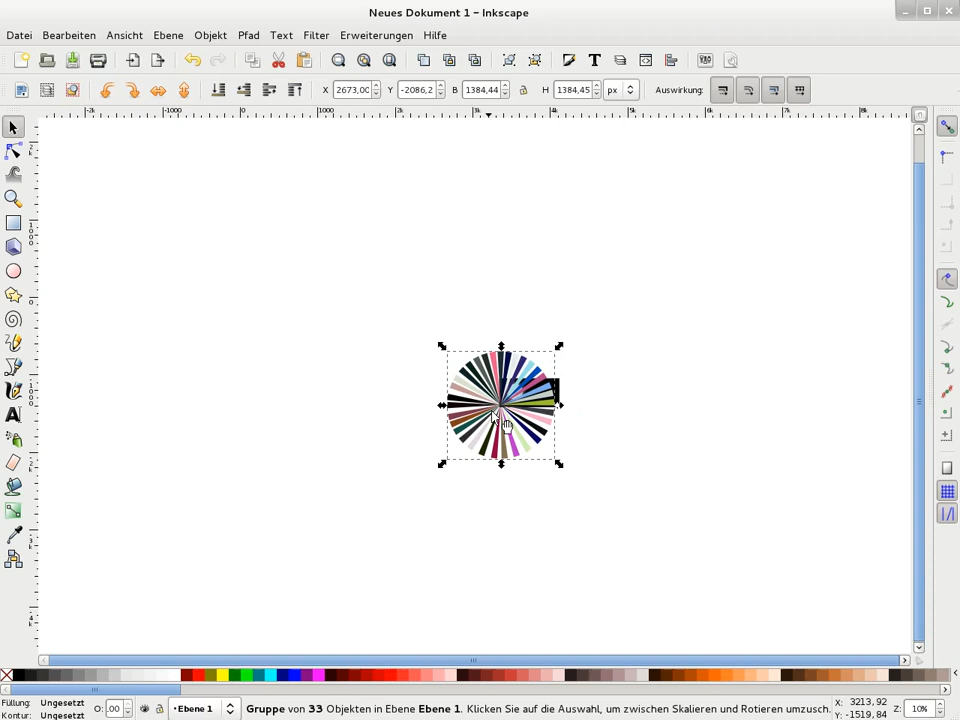 Neues Dokument 1 - Inkscape
Datei Bearbeiten Ansicht Ebene Objekt Pfad Text Filter Erweiterungen Hilfe
X 2673,00 Y -2086,2 B 1384,44 H 1384,45 px Auswirkung:
Füllung: Ungesetzt
Kontur: Ungesetzt
O: ,00
Ebene 1
Gruppe von 33 Objekten in Ebene Ebene 1. Klicken Sie auf die Auswahl, um zwischen Skalieren und Rotieren umzusch.
X: 3213,92
Y: -1519,84
Z: 10%